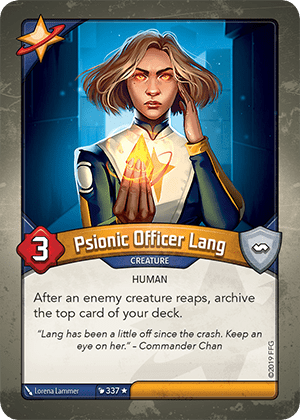 Psionic Officer Lang
3
CREATURE
HUMAN
After an enemy creature reaps, archive
the top card of your deck.
“Lang has been a little off since the crash. Keep an
eye on her.” – Commander Chan
©2019 FFG
Lorena Lammer
337